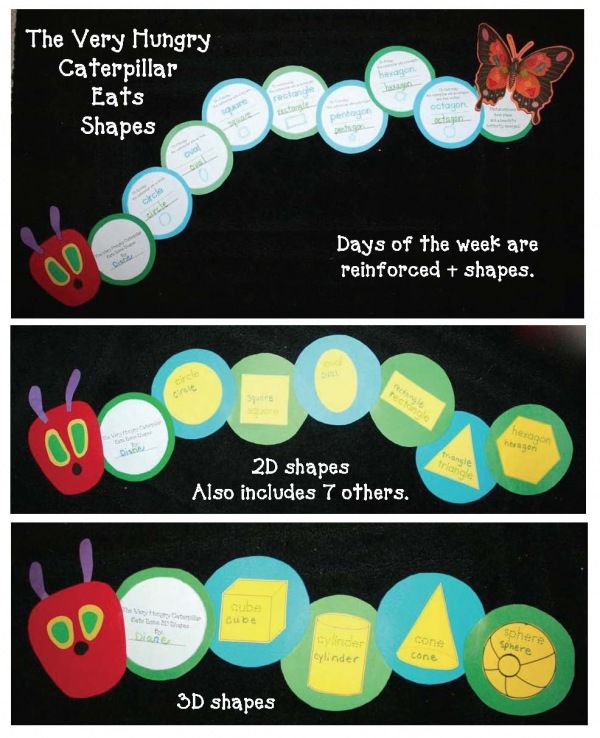 The Very Hungry
Caterpillar
Eats
Shapes
The Very Hungry Caterpillar
Eats Some Shapes
By:
Diane
circle
circle
oval
oval
square
square
rectangle
rectangle
pentagon
pentagon
hexagon
hexagon
octagon
octagon
Days of the week are
reinforced + shapes.
The Very Hungry Caterpillar
Eats Some Shapes
By:
Diane
circle
circle
square
square
oval
oval
rectangle
rectangle
triangle
triangle
hexagon
hexagon
2D shapes
Also includes 7 others.
The Very Hungry Caterpillar
Eats Some 3D Shapes
By:
Diane
cube
cube
cylinder
cylinder
cone
cone
sphere
sphere
3D shapes